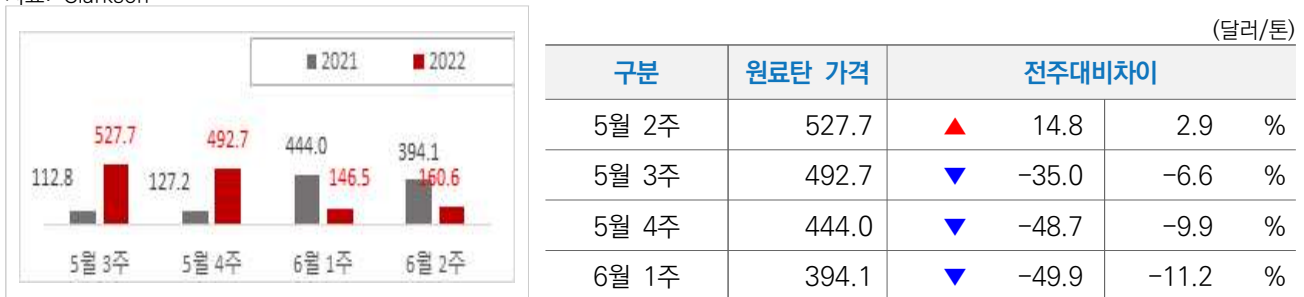 자료: Clarkson
(달러/톤)
■ 2021 ■ 2022
112.8 527.7 127.2 492.7 444.0 146.5 394.1 160.6
5월 3주 5월 4주 6월 1주 6월 2주
구분 원료탄 가격 전주대비차이
5월 2주 527.7 ▲ 14.8 2.9 %
5월 3주 492.7 ▼ -35.0 -6.6 %
5월 4주 444.0 ▼ -48.7 -9.9 %
6월 1주 394.1 ▼ -49.9 -11.2 %